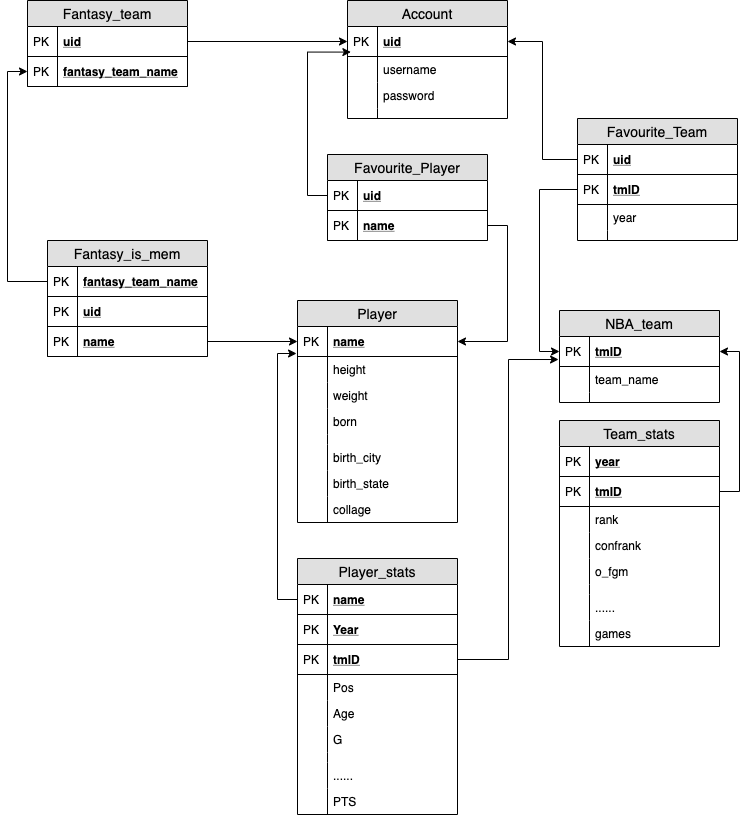 Fantasy_team
PK uid
PK fantasy_team_name
Account
PK uid
username
password
Favourite_Team
PK uid
PK tmID
year
Favourite_Player
PK uid
PK name
Fantasy_is_mem
PK fantasy_team_name
PK uid
PK name
Player
PK name
height
weight
born
birth_city
birth_state
collage
NBA_team
PK tmID
team_name
Team_stats
PK year
PK tmID
rank
confrank
o_fgm
......
games
Player_stats
PK name
PK Year
PK tmID
Pos
Age
G
......
PTS